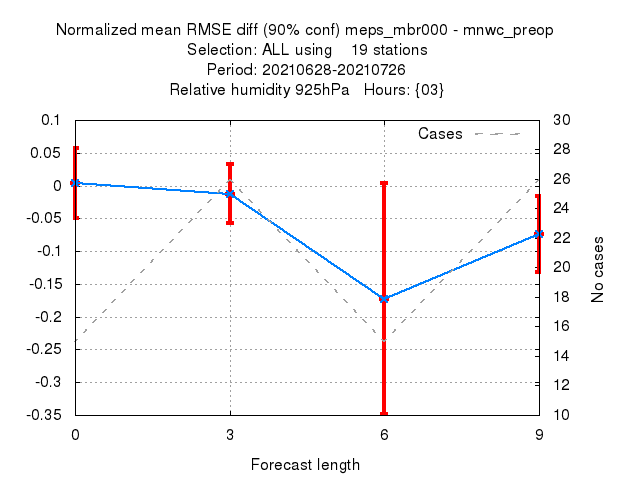 Normalized mean RMSE diff (90% conf) meps_mbr000 - mnwc_preop
Selection: ALL using    19 stations
Period: 20210628-20210726
Relative humidity 925hPa   Hours: {03}
Cases
0.1
0.05
0
-0.05
-0.1
-0.15
-0.2
-0.25
-0.3
-0.35
30
28
26
24
22
20
18
16
14
12
10
No cases
0 3 6 9
Forecast length